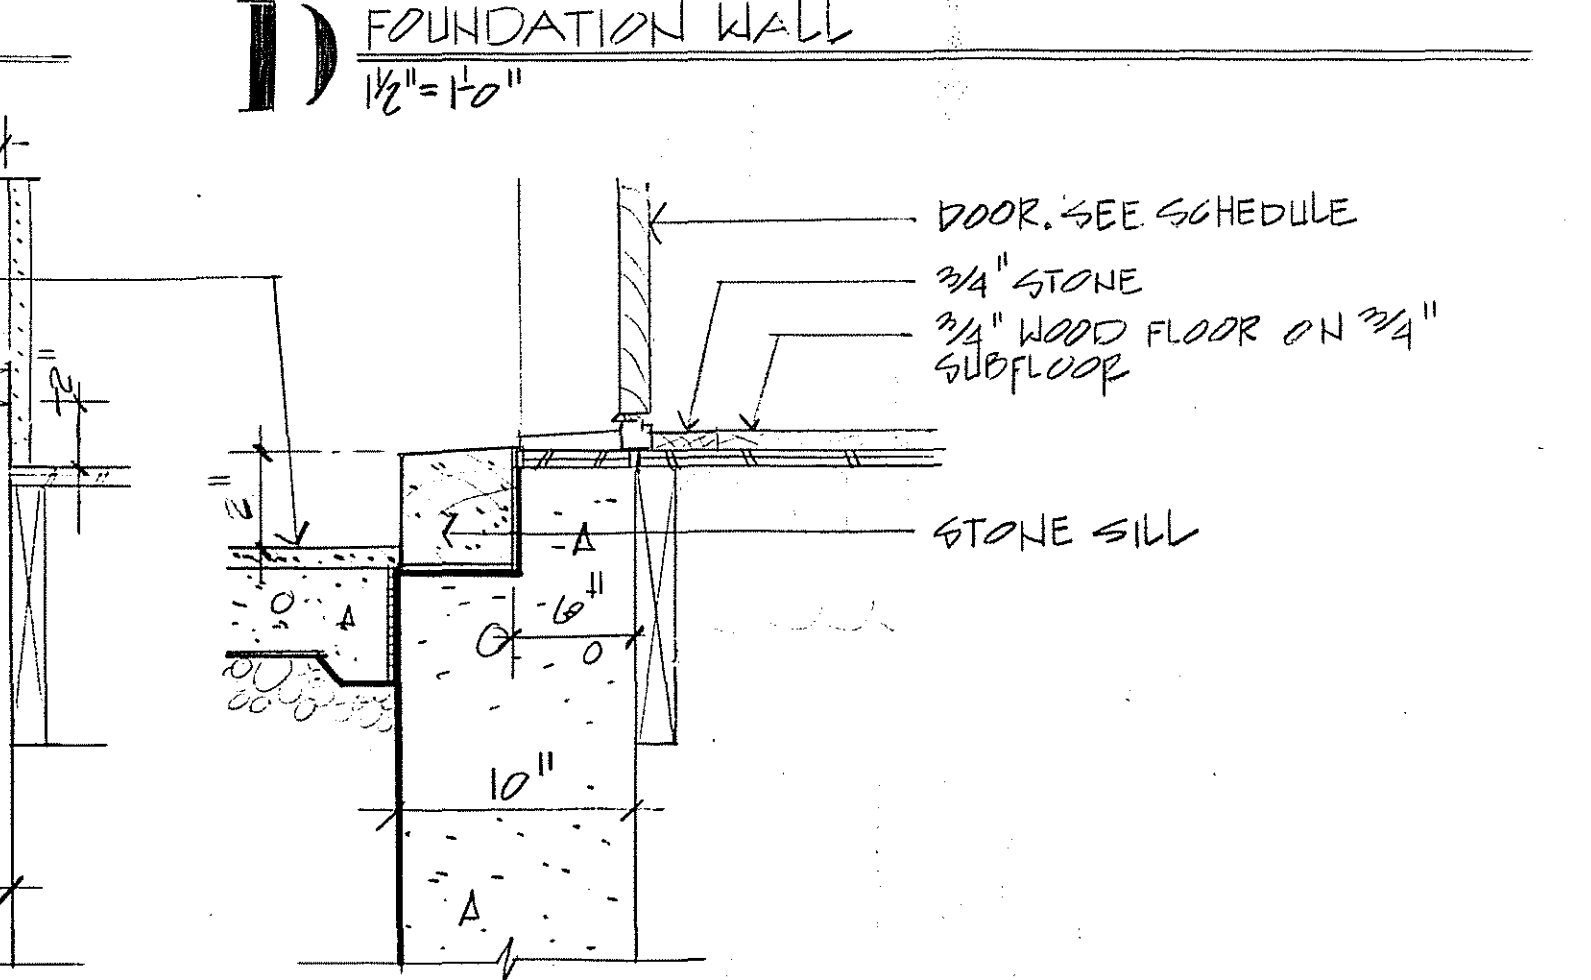 D FOUNDATION WALL
1½"=1'-0"
DOOR. SEE SCHEDULE
3/4" STONE
3/4" WOOD FLOOR ON 3/4"
SUBFLOOR
STONE SILL
2"
6"
10"